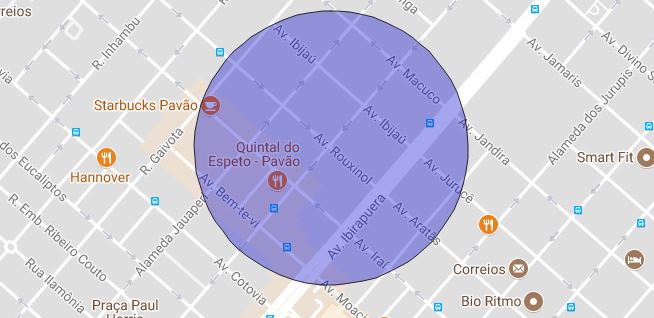 rreios
R. Inhambu
Av. Ibijaú
Av. Macuco
Av. Jamaris
Av. Divino S
Starbucks Pavão
Av. Ibijaú
Av. Jandira
Alameda dos Jurupis
R. Gaivota
Quintal do
Espeto - Pavão
Av. Rouxinol
Smart Fit
dos Eucaliptos
Hannover
Av. Bem-te-vi
Av. Jurucê
Alameda Jauaperi
Av. Ibirapuera
Av. Aratãs
R. Emb. Ribeiro Couto
Av. Iraí
Rua Ilamônia
Av. Cotovia
Correios
Av. Moaci
Praça Paul
Harris
Bio Ritmo